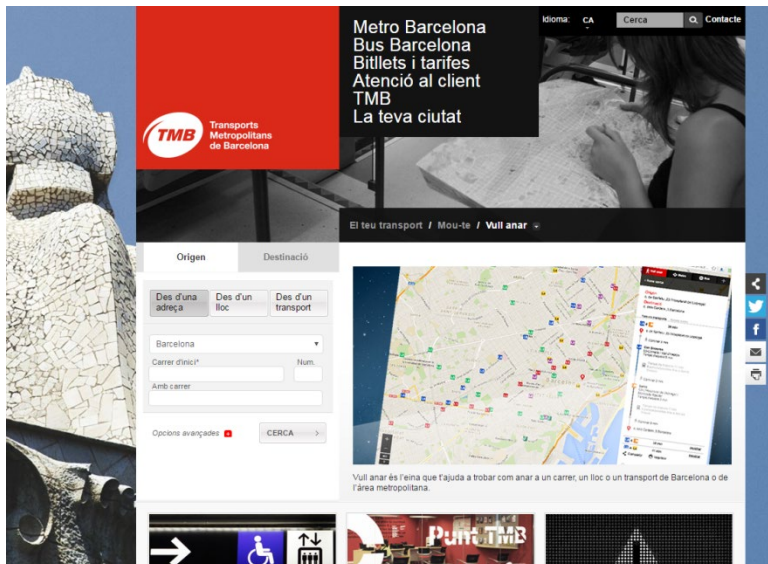 Metro Barcelona
Bus Barcelona
Bitllets i tarifes
Atenció al client
TMB
La teva ciutat
Idioma: CA Cerca Contacte
TMB Transports
Metropolitans
de Barcelona
El teu transport / Mou-te / Vull anar
Origen Destinació
Des d'una
adreça
Des d'un
lloc
Des d'un
transport
Barcelona
Carrer d'inici* Num.
Amb carrer
Opcions avançades CERCA >
Vull anar és l'eina que t'ajuda a trobar com anar a un carrer, un lloc o un transport de Barcelona o de
l'àrea metropolitana.
Punt TMB